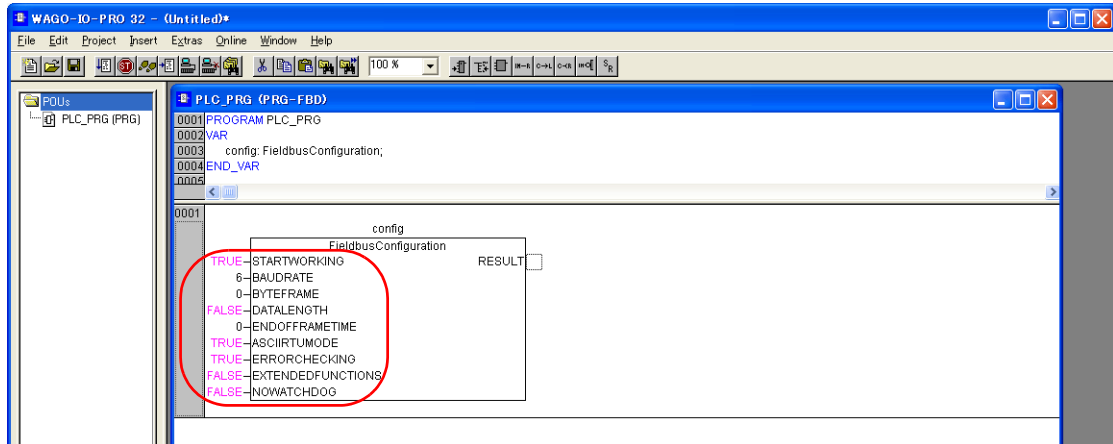 WAGO-IO-PRO 32 - (Untitled)*
File Edit Project Insert Extras Online Window Help
100 %
POUs
PLC_PRG (PRG)
PLC_PRG (PRG-FBD)
0001 PROGRAM PLC_PRG
0002 VAR
0003 config: FieldbusConfiguration;
0004 END_VAR
0005
0001
config
FieldbusConfiguration
TRUE STARTWORKING RESULT
6 BAUDRATE
0 BYTEFRAME
FALSE DATALENGTH
0 ENDOFFRAMETIME
TRUE ASCIIRTUMODE
TRUE ERRORCHECKING
FALSE EXTENDEDFUNCTIONS
FALSE NOWATCHDOG